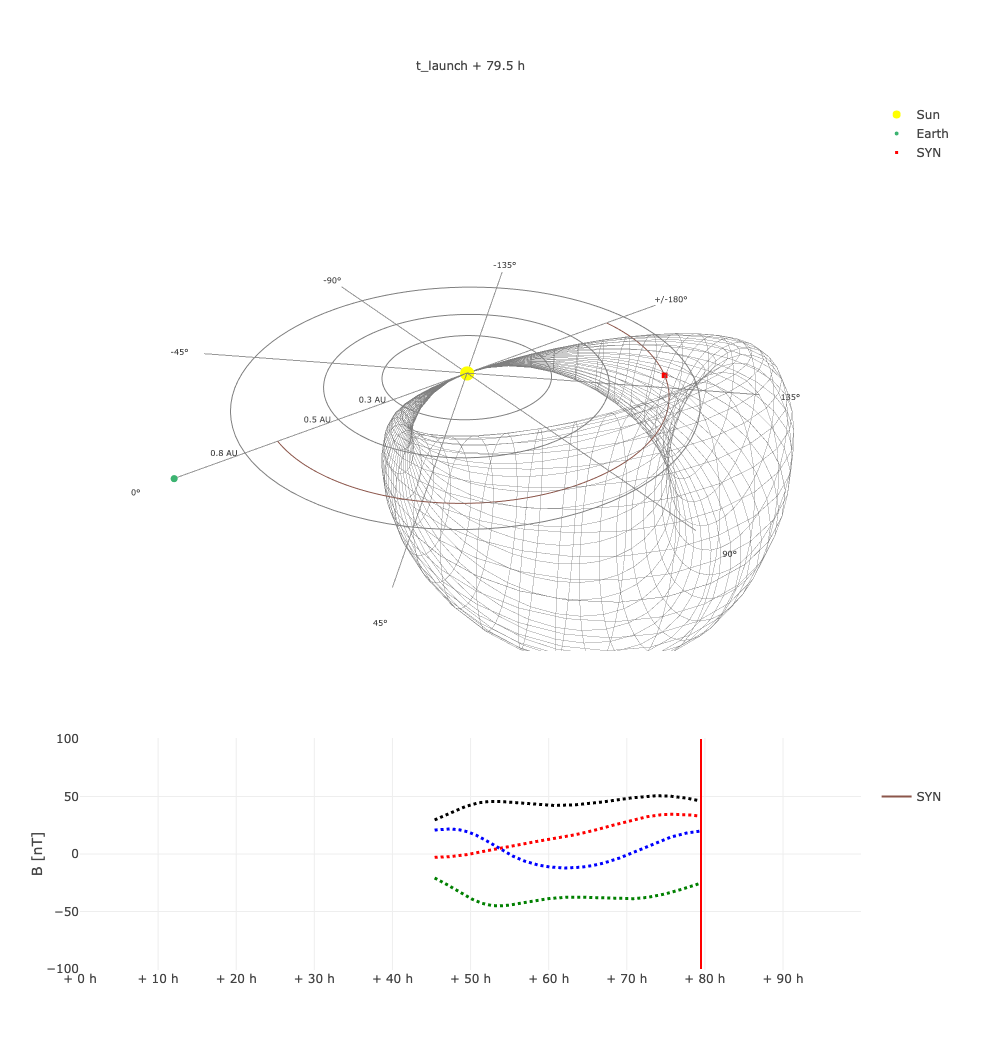 t_launch + 79.5 h
Sun
Earth
SYN
-135°
-90°
+/-180°
-45°
135°
0.3 AU
0.5 AU
0.8 AU
0°
90°
45°
100
50
0
−50
−100
B [nT]
SYN
+ 0 h + 10 h + 20 h + 30 h + 40 h + 50 h + 60 h + 70 h + 80 h + 90 h